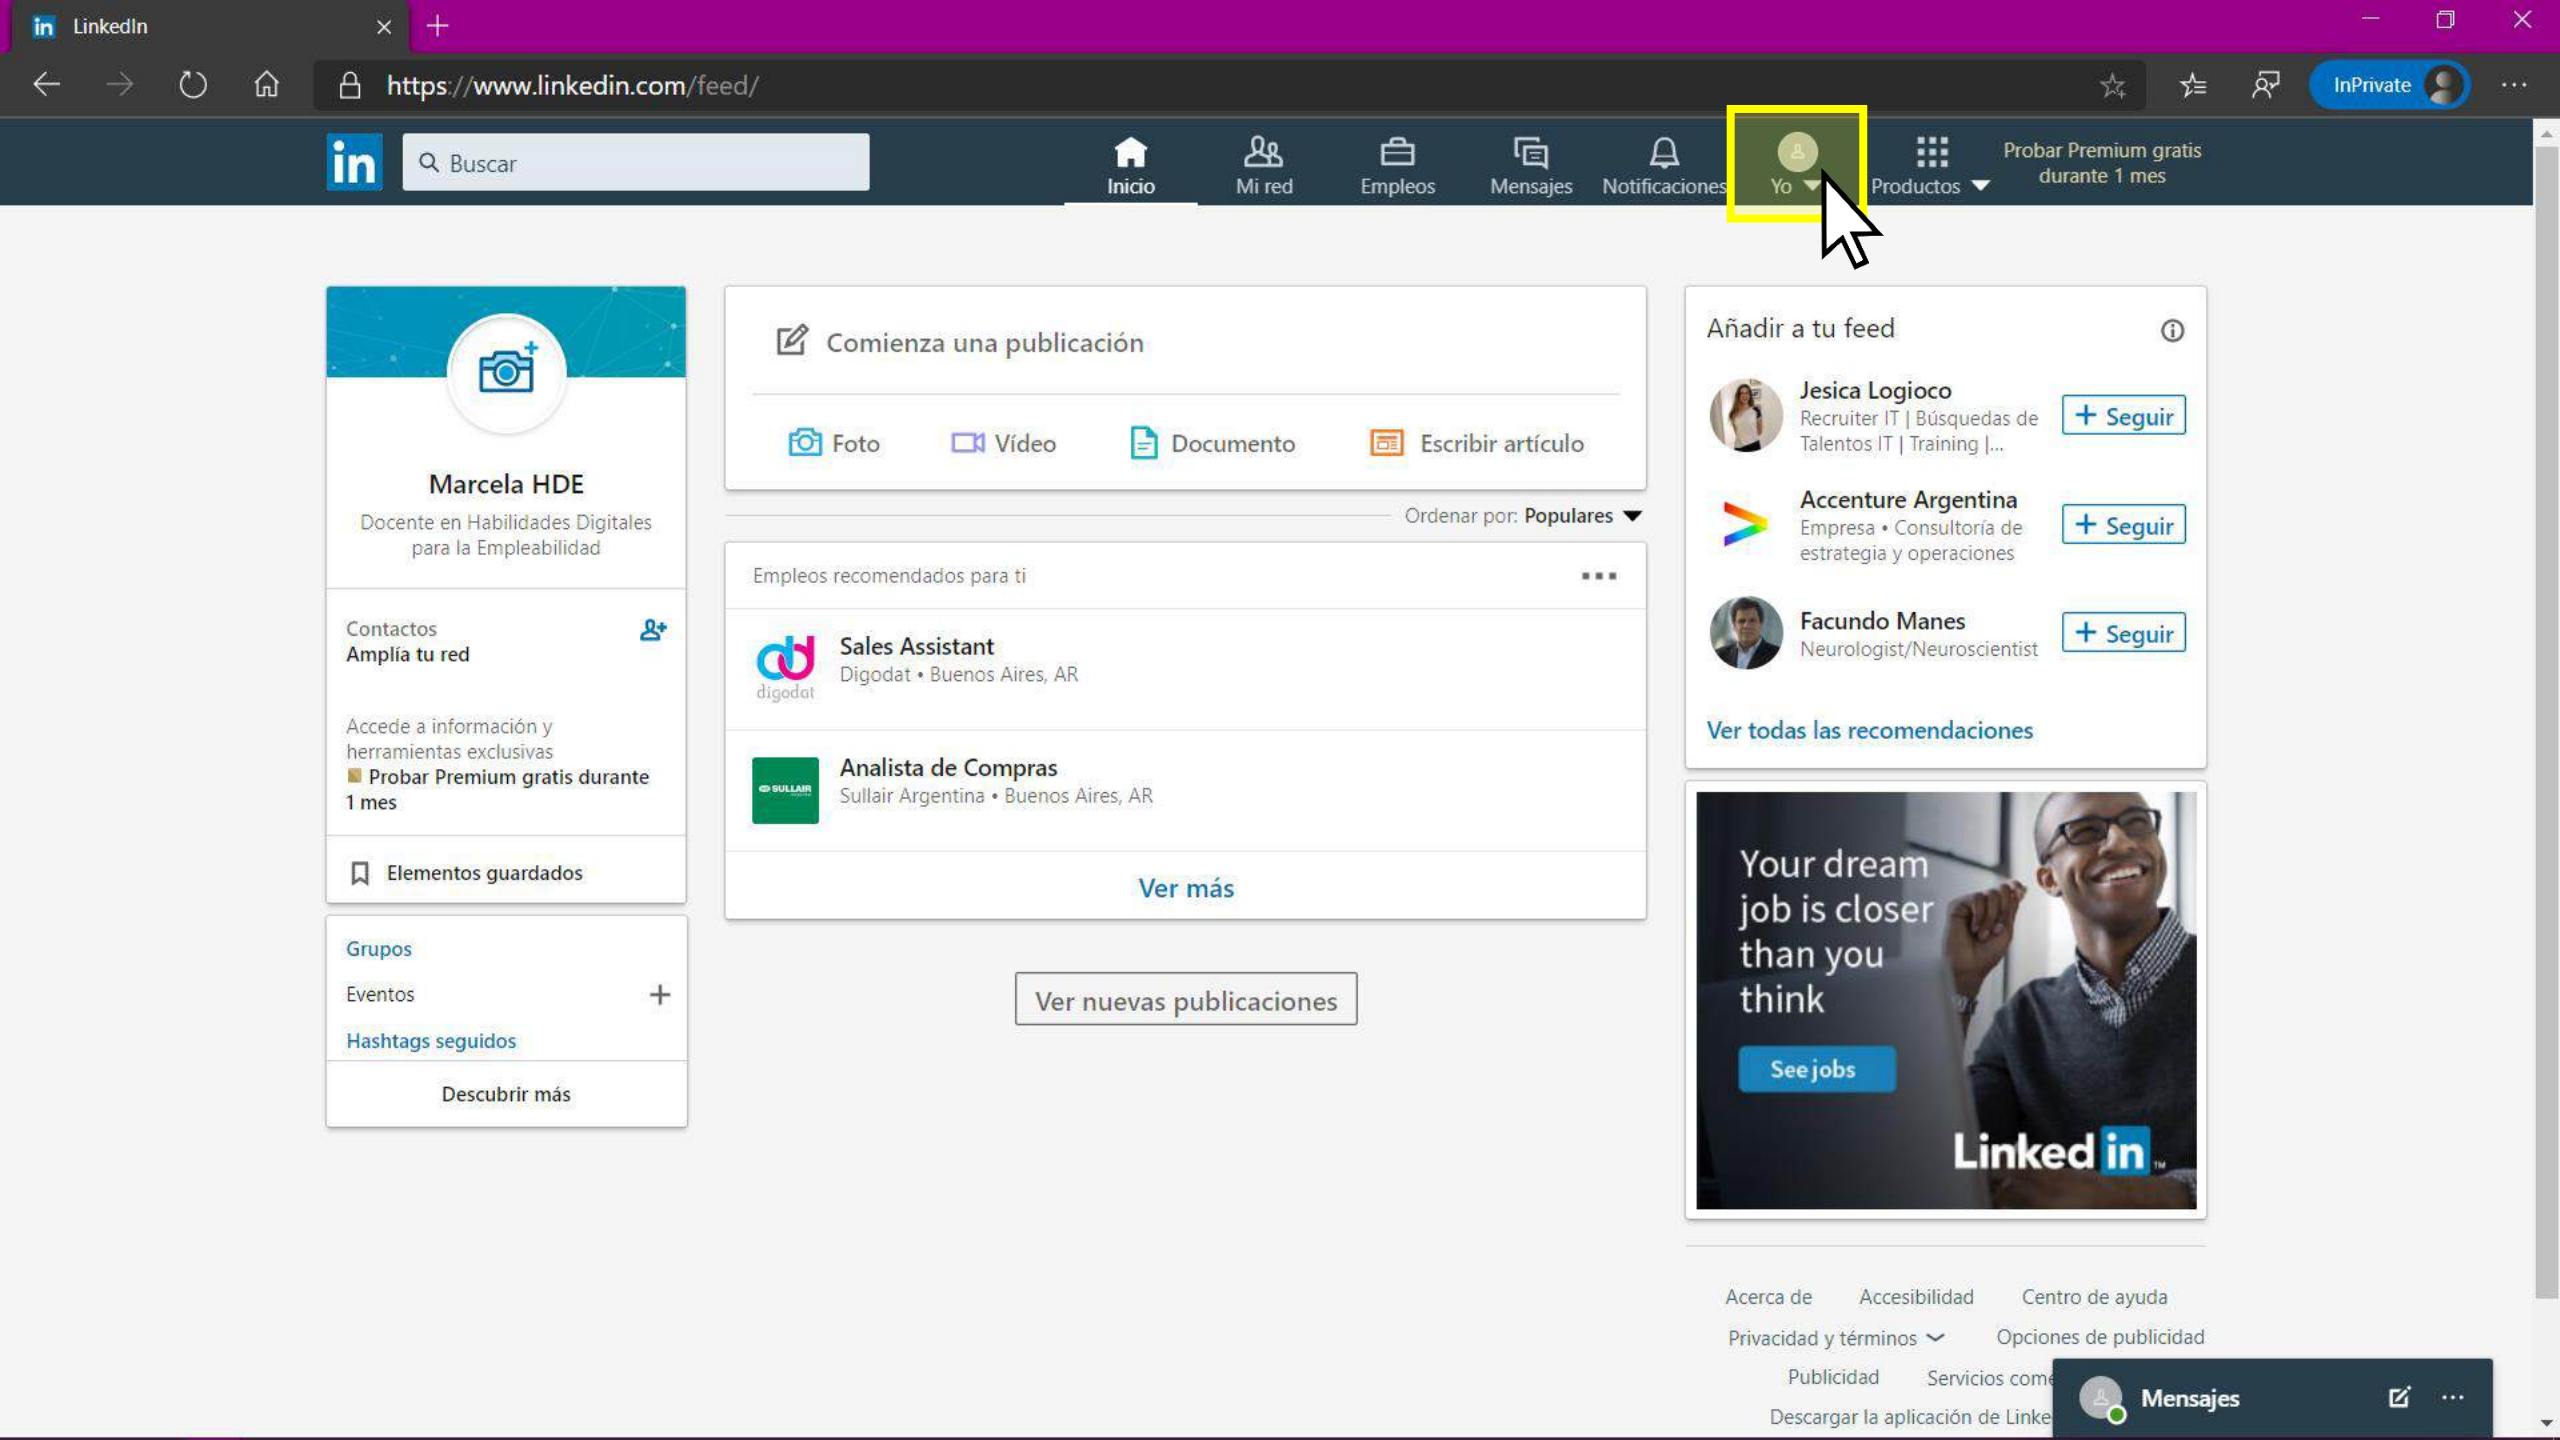 LinkedIn
https://www.linkedin.com/feed/
InPrivate
in
Buscar
Inicio
Mi red
Empleos
Mensajes
Notificaciones
Yo
Productos
Probar Premium gratis
durante 1 mes
Marcela HDE
Docente en Habilidades Digitales
para la Empleabilidad
Contactos
Amplía tu red
Accede a información y
herramientas exclusivas
Probar Premium gratis durante
1 mes
Elementos guardados
Grupos
Eventos
Hashtags seguidos
Descubrir más
Comienza una publicación
Foto
Vídeo
Documento
Escribir artículo
Ordenar por: Populares
Empleos recomendados para ti
digodat
Sales Assistant
Digodat • Buenos Aires, AR
SULLAIR
Analista de Compras
Sullair Argentina • Buenos Aires, AR
Ver más
Ver nuevas publicaciones
Añadir a tu feed
Jesica Logioco
Recruiter IT | Búsquedas de
Talentos IT | Training |...
+ Seguir
Accenture Argentina
Empresa • Consultoría de
estrategia y operaciones
+ Seguir
Facundo Manes
Neurologist/Neuroscientist
+ Seguir
Ver todas las recomendaciones
Your dream
job is closer
than you
think
See jobs
Linked in
Acerca de
Accesibilidad
Centro de ayuda
Privacidad y términos
Opciones de publicidad
Publicidad
Servicios come
Descargar la aplicación de Linke
Mensajes